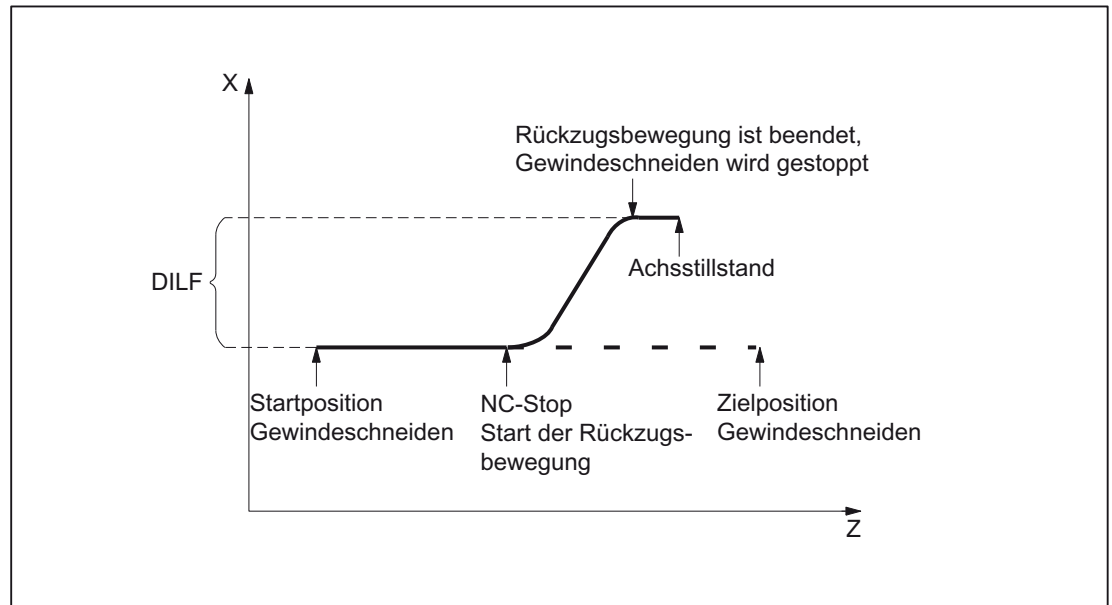 X
Rückzugsbewegung ist beendet,
Gewindeschneiden wird gestoppt
Achsstillstand
DILF
Startposition
Gewindeschneiden
NC-Stop
Start der Rückzugs-
bewegung
Zielposition
Gewindeschneiden
Z